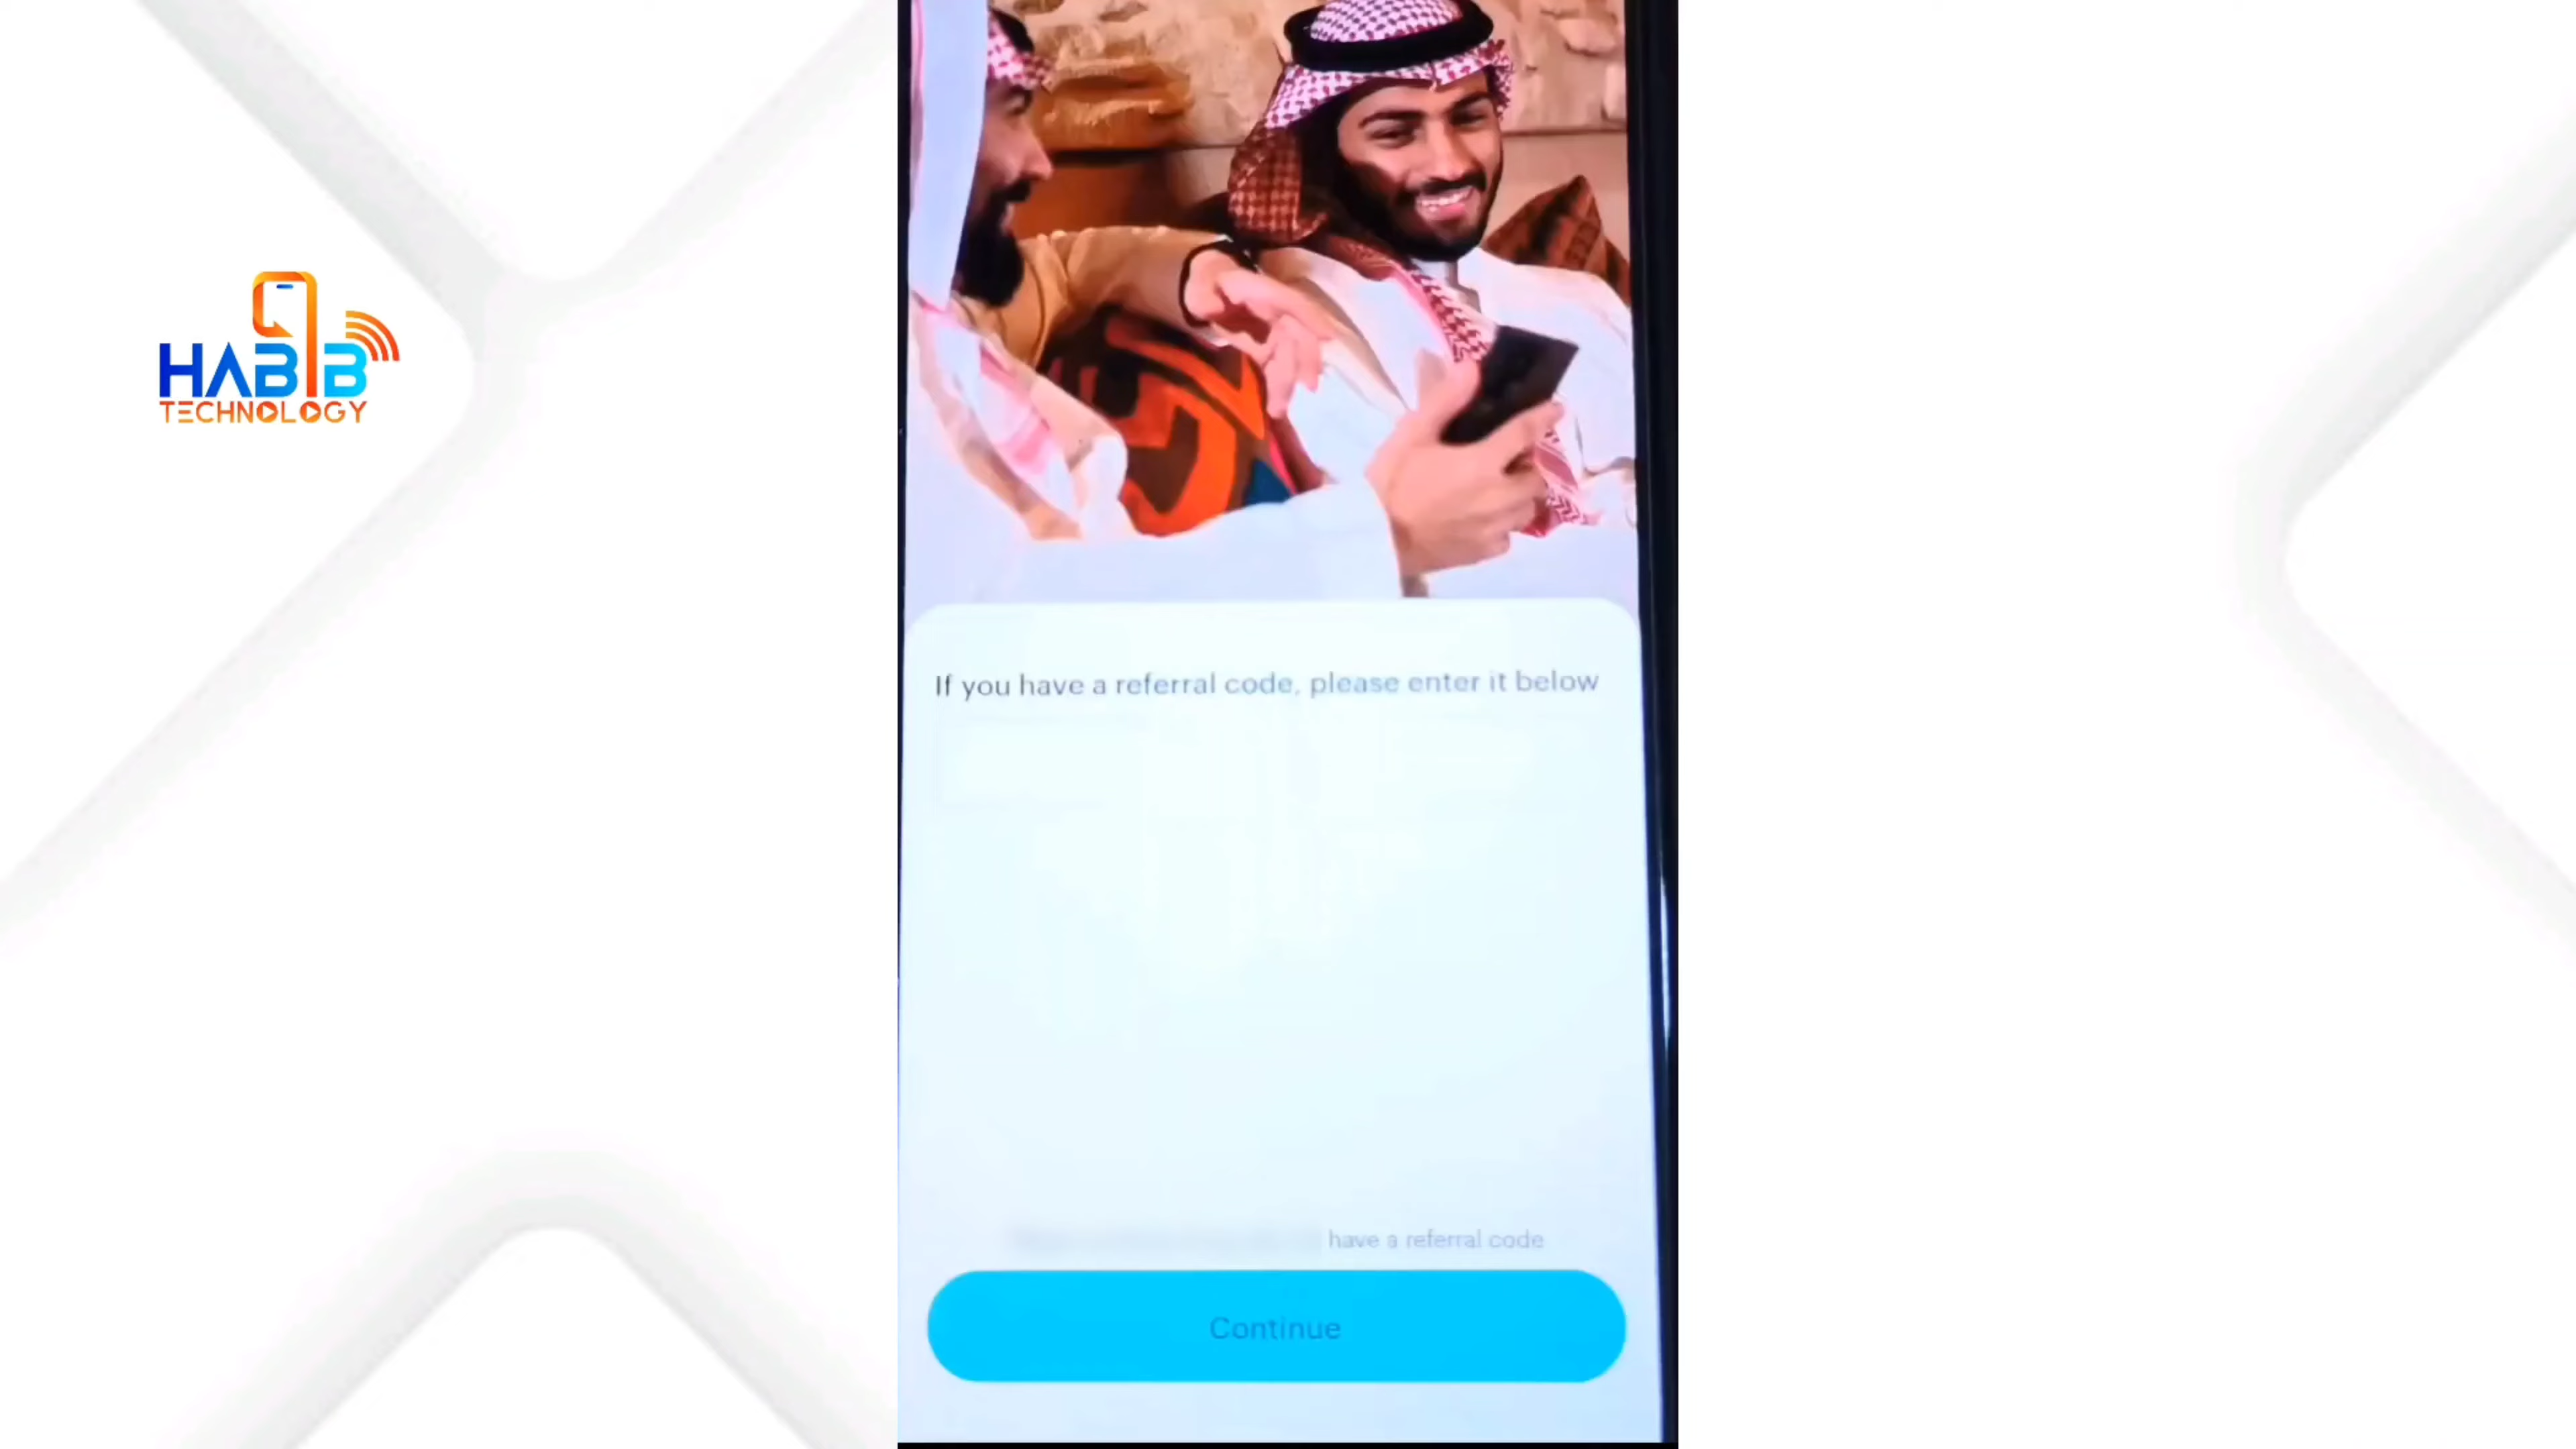 HABIB
TECHNOLOGY
If you have a referral code, please enter it below
have a referral code
Continue